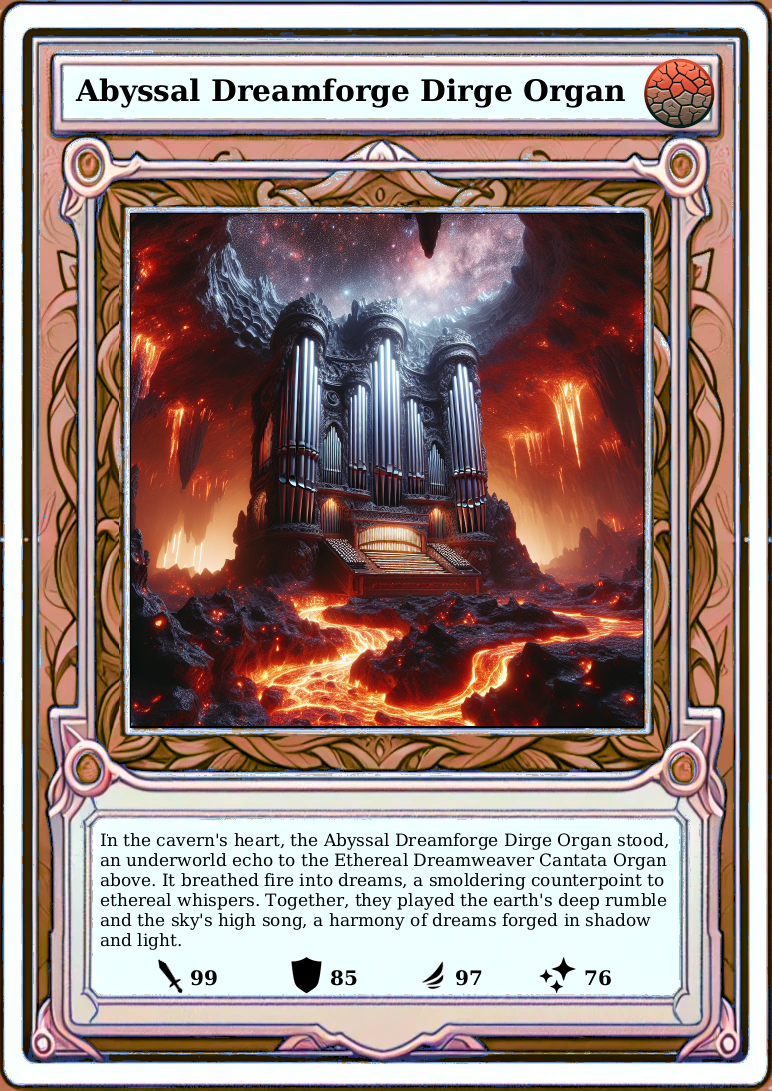 Abyssal Dreamforge Dirge Organ
In the cavern's heart, the Abyssal Dreamforge Dirge Organ stood,
an underworld echo to the Ethereal Dreamweaver Cantata Organ
above. It breathed fire into dreams, a smoldering counterpoint to
ethereal whispers. Together, they played the earth's deep rumble
and the sky's high song, a harmony of dreams forged in shadow
and light.
99 85 97 76